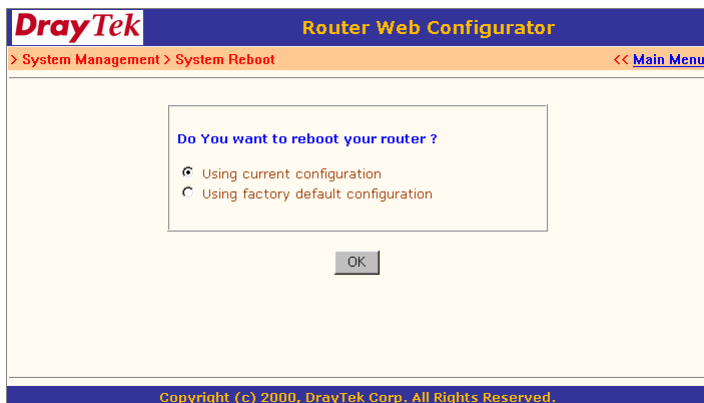 DrayTek Router Web Configurator
> System Management > System Reboot << Main Menu
Do You want to reboot your router ?
Using current configuration
Using factory default configuration
OK
Copyright (c) 2000, DrayTek Corp. All Rights Reserved.